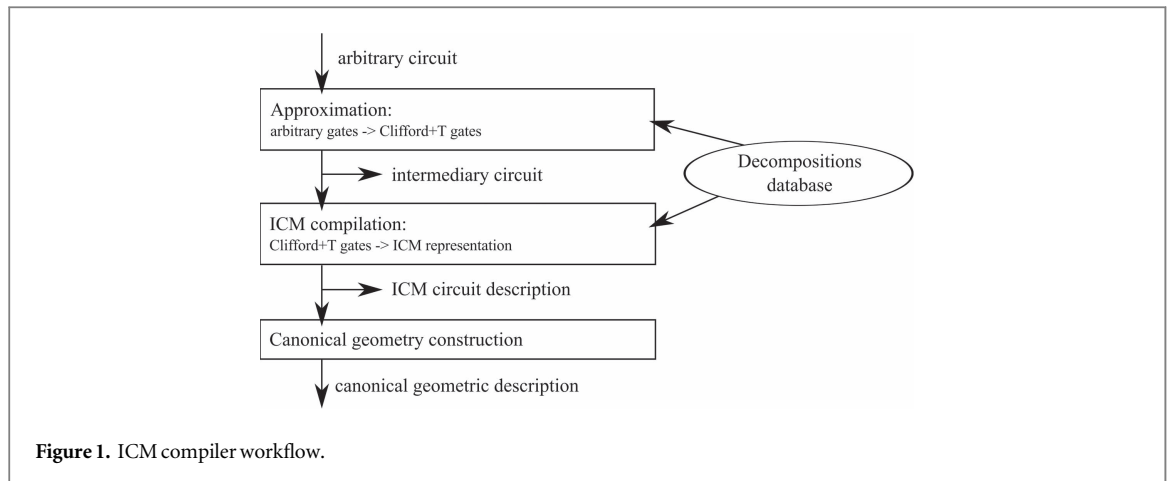 arbitrary circuit
Approximation:
arbitrary gates -> Clifford+T gates
intermediary circuit
Decompositions
database
ICM compilation:
Clifford+T gates -> ICM representation
ICM circuit description
Canonical geometry construction
canonical geometric description
Figure 1. ICM compiler workflow.